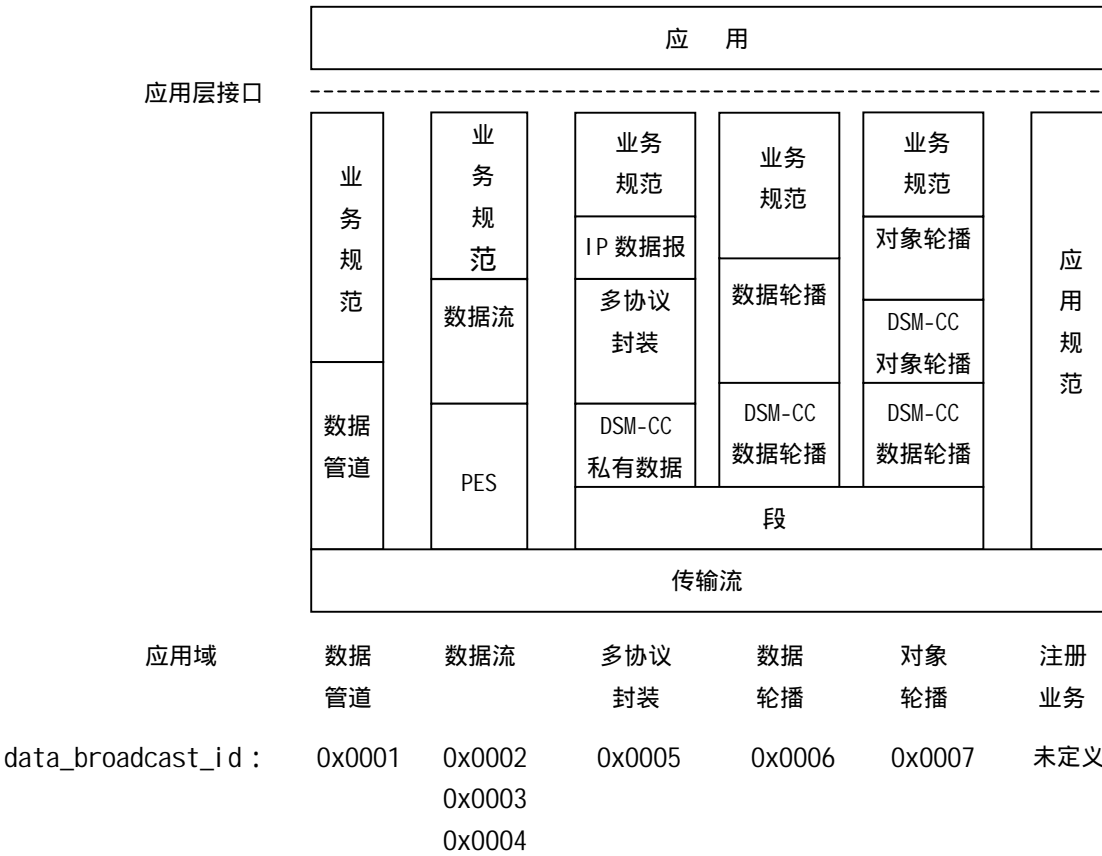 应 用
应用层接口
业
务
规
范
数据
管道
业
务
规
范
数据流
PES
业务
规范
IP 数据报
多协议
封装
DSM-CC
私有数据
业务
规范
数据轮播
DSM-CC
数据轮播
业务
规范
对象轮播
DSM-CC
对象轮播
DSM-CC
数据轮播
段
应
用
规
范
传输流
应用域
数据
管道
数据流
多协议
封装
数据
轮播
对象
轮播
注册
业务
data_broadcast_id： 0x0001 0x0002 0x0005 0x0006 0x0007 未定义
0x0003
0x0004